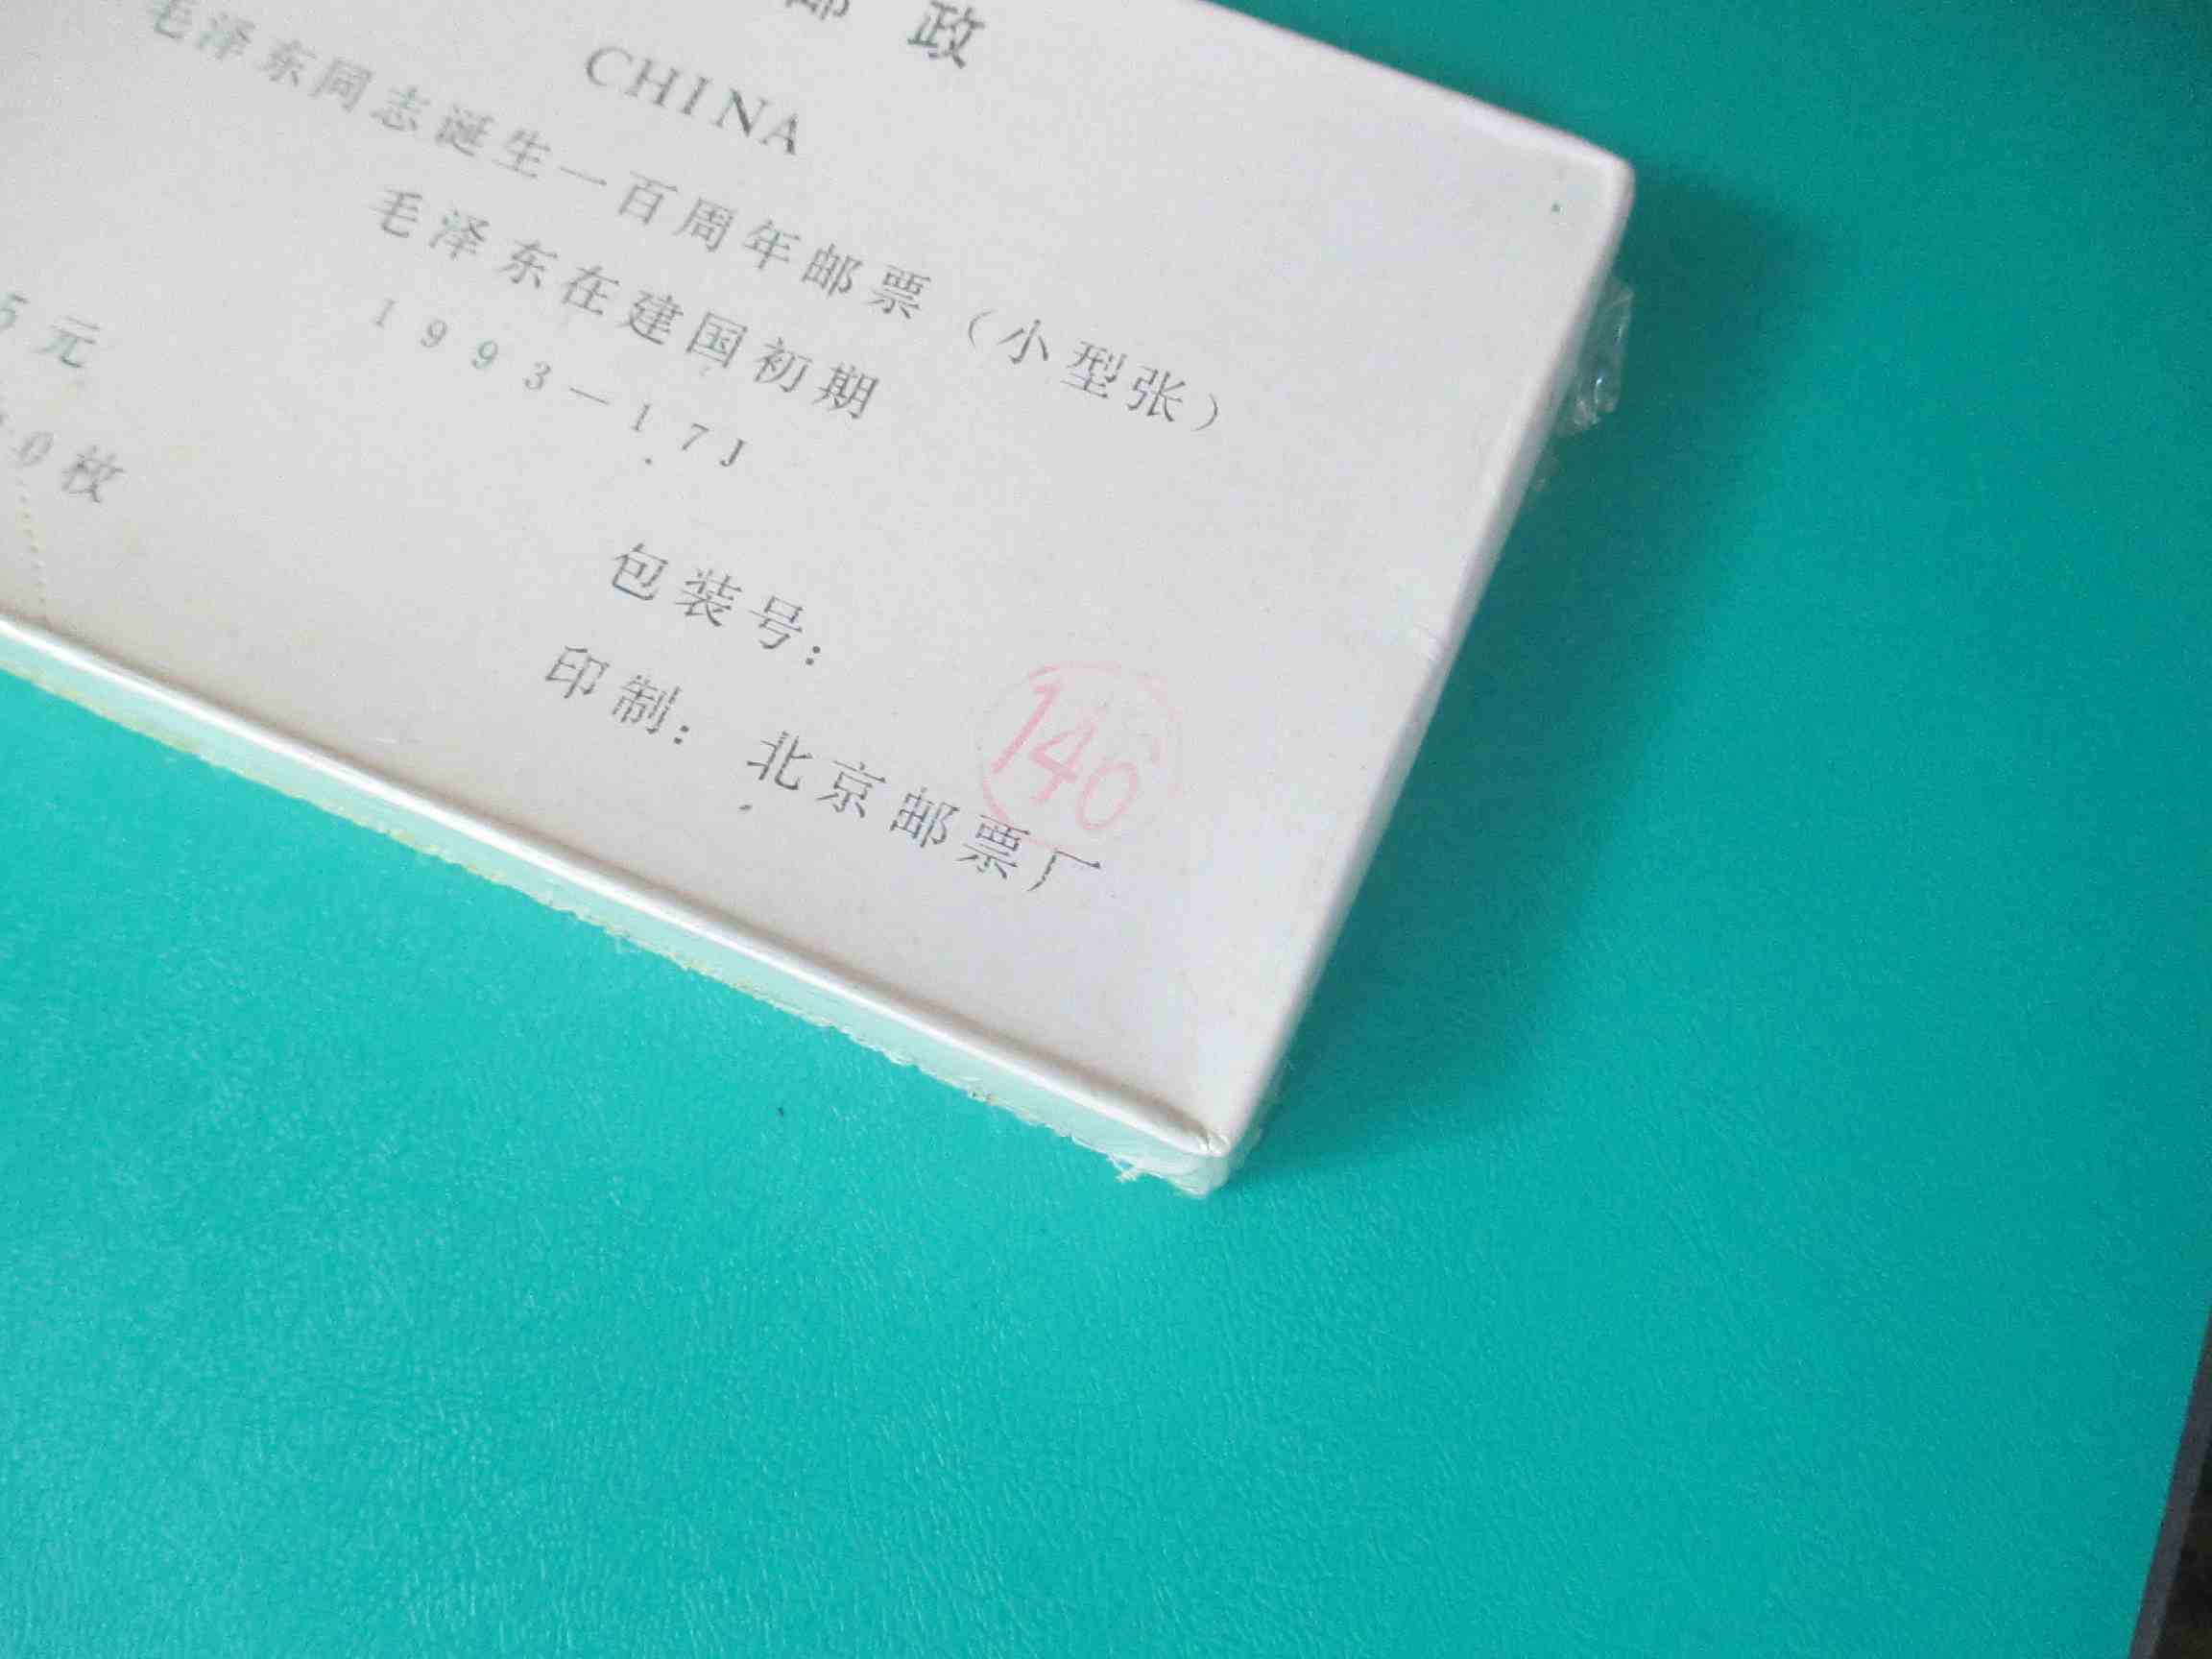 邮 政
CHINA
毛泽东同志诞生一百周年邮票（小型张）
毛泽东在建国初期
1993—17J
5元
0枚
包装号：
140
印制：北京邮票厂